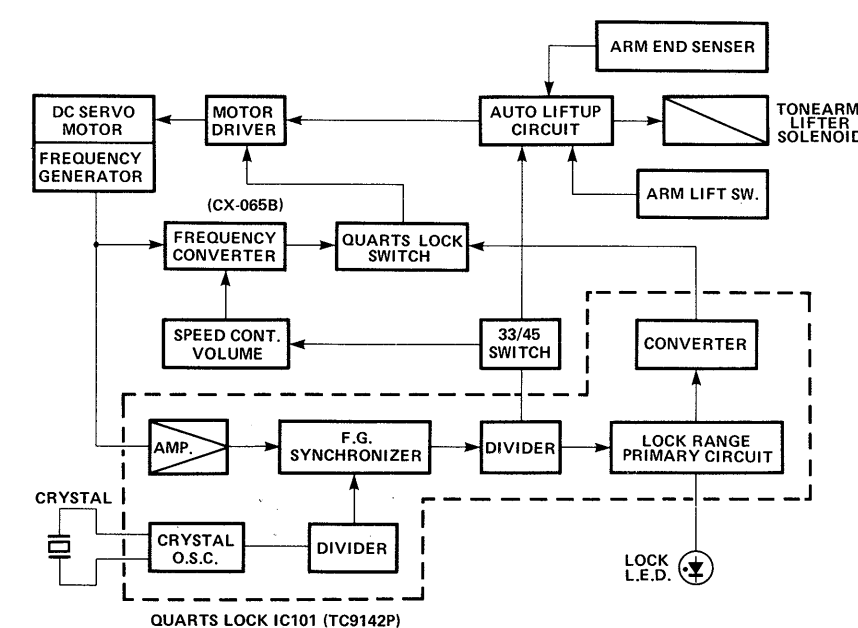 ARM END SENSER
DC SERVO
MOTOR
FREQUENCY
GENERATOR
MOTOR
DRIVER
AUTO LIFTUP
CIRCUIT
TONEARM
LIFTER
SOLENOID
ARM LIFT SW.
(CX-065B)
FREQUENCY
CONVERTER
QUARTS LOCK
SWITCH
SPEED CONT.
VOLUME
33/45
SWITCH
CONVERTER
AMP.
F.G.
SYNCHRONIZER
DIVIDER
LOCK RANGE
PRIMARY CIRCUIT
CRYSTAL
CRYSTAL
O.S.C.
DIVIDER
LOCK
L.E.D.
QUARTS LOCK IC101 (TC9142P)